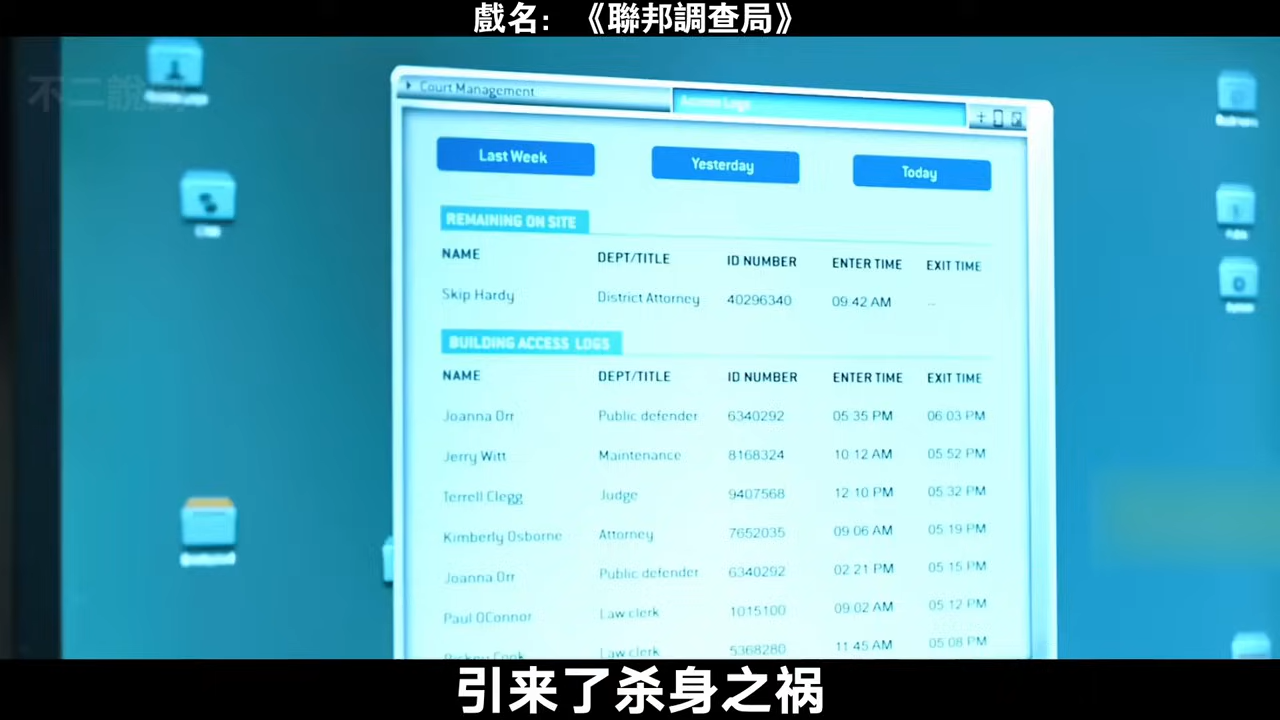 戲名：《聯邦調查局》
不二說
Court Management
Access Logs
Last Week Yesterday Today
REMAINING ON SITE
NAME DEPT/TITLE ID NUMBER ENTER TIME EXIT TIME
Skip Hardy District Attorney 40296340 09:42 AM --
BUILDING ACCESS LOGS
NAME DEPT/TITLE ID NUMBER ENTER TIME EXIT TIME
Joanna Orr Public defender 6340292 05:35 PM 06:03 PM
Jerry Witt Maintenance 8168324 10:12 AM 05:52 PM
Terrell Clegg Judge 9407568 12:10 PM 05:32 PM
Kimberly Osborne Attorney 7652035 09:06 AM 05:19 PM
Joanna Orr Public defender 6340292 02:21 PM 05:15 PM
Paul OConnor Law clerk 1015100 09:02 AM 05:12 PM
Cook Law clerk 5368280 11:45 AM 05:08 PM
引来了杀身之祸